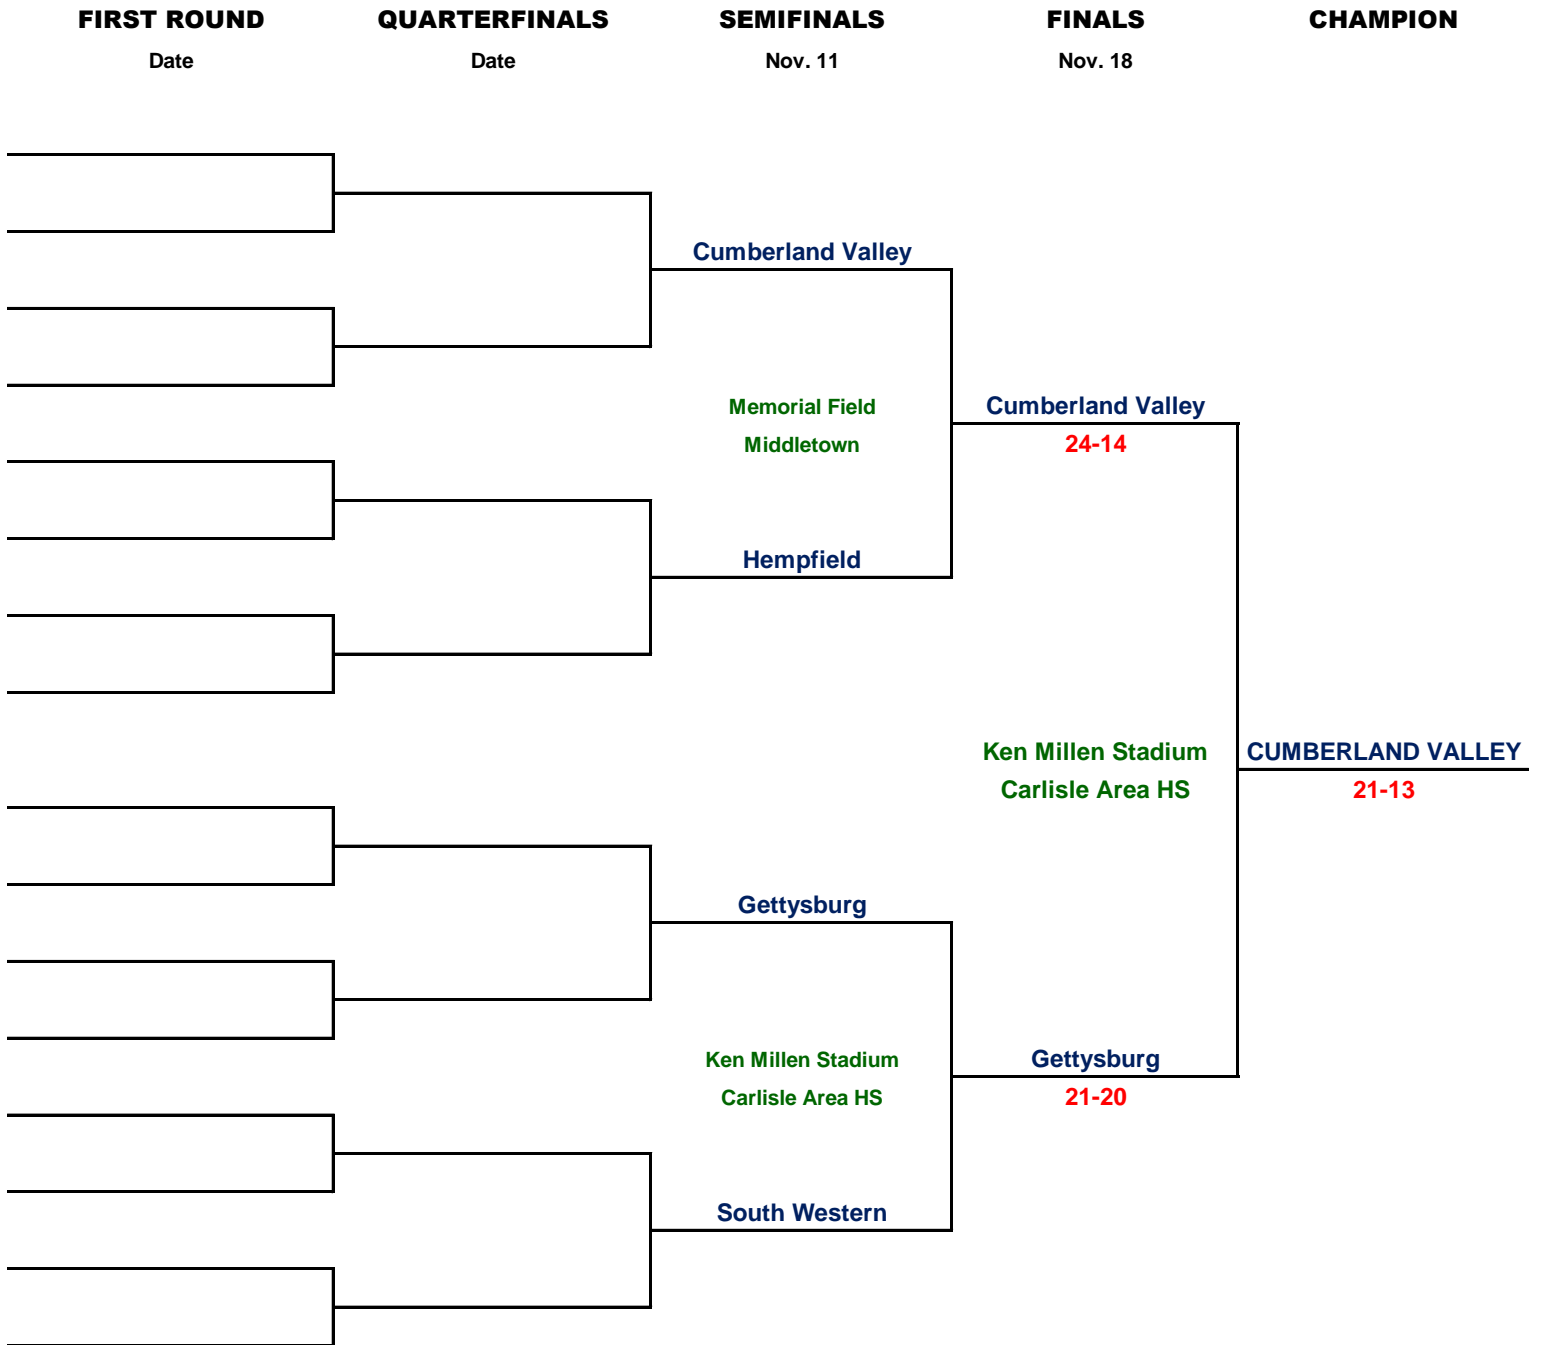 FIRST ROUND QUARTERFINALS SEMIFINALS FINALS CHAMPION
Date Date Nov. 11 Nov. 18
Cumberland Valley
Memorial Field Cumberland Valley
Middletown 24-14
Hempfield
Ken Millen Stadium CUMBERLAND VALLEY
Carlisle Area HS 21-13
Gettysburg
Ken Millen Stadium Gettysburg
Carlisle Area HS 21-20
South Western